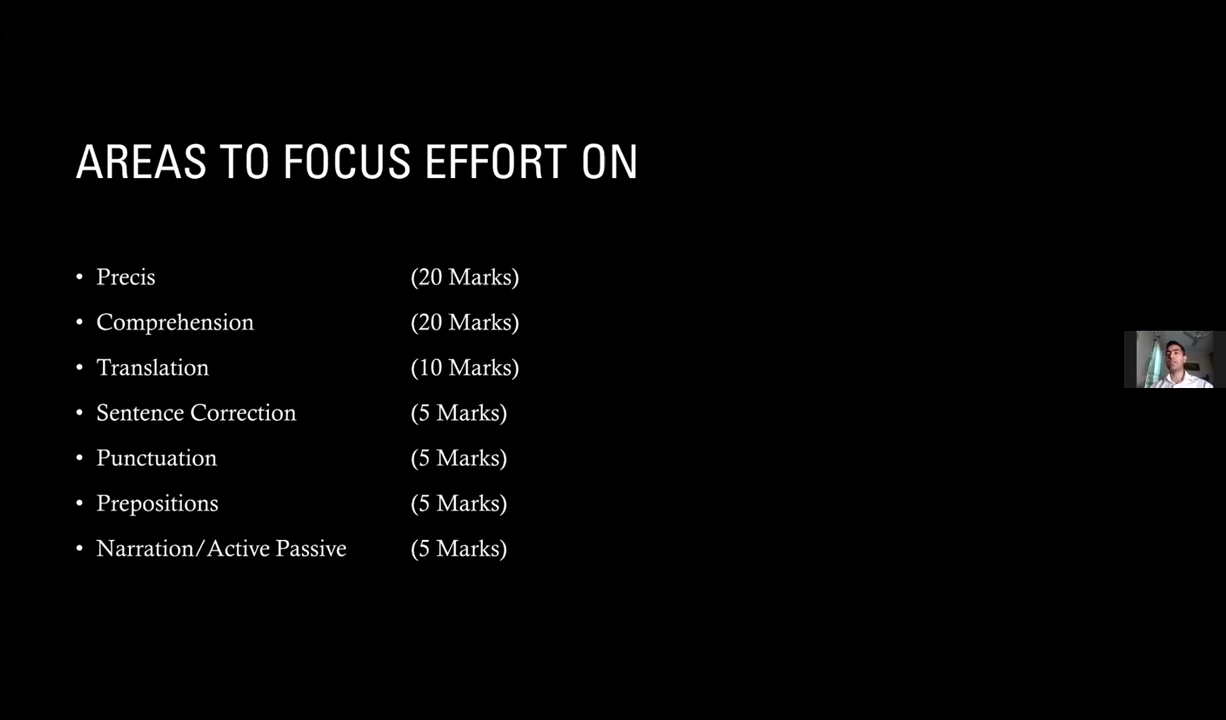 AREAS TO FOCUS EFFORT ON
• Precis (20 Marks)
• Comprehension (20 Marks)
• Translation (10 Marks)
• Sentence Correction (5 Marks)
• Punctuation (5 Marks)
• Prepositions (5 Marks)
• Narration/Active Passive (5 Marks)